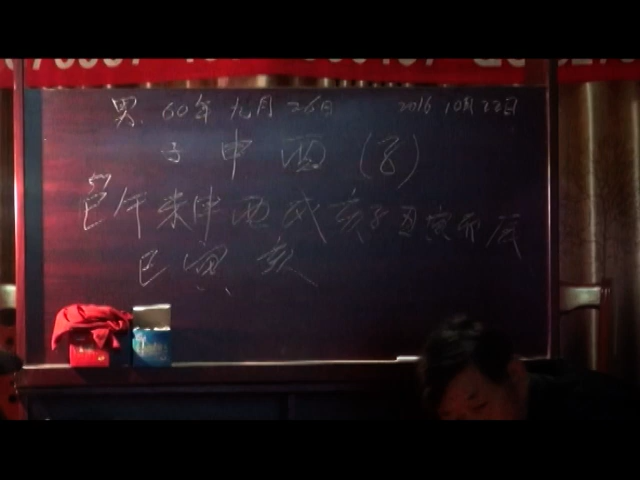 男 60年九月26日 2016 10月22日
子 申 酉 (子)
巳午未申酉戌亥子丑寅卯辰
巳 寅 亥